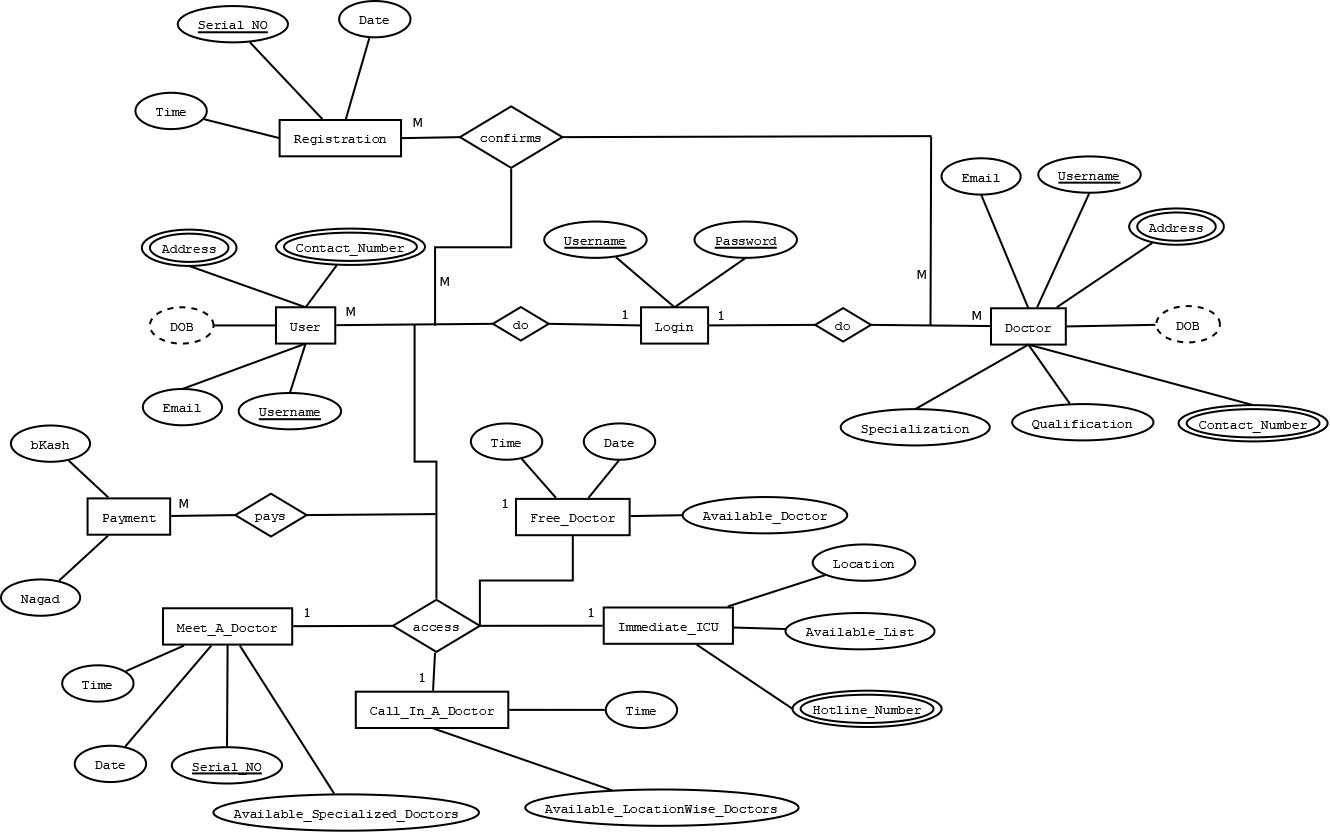 Serial_NO
Date
Time
Registration
M
confirms
Email
Username
Address
Address
Contact_Number
Username
Password
M
M
DOB
User
M
do
1
Login
1
do
M
Doctor
DOB
Email
Username
Specialization
Qualification
Contact_Number
bKash
Time
Date
Payment
M
pays
1
Free_Doctor
Available_Doctor
Nagad
Location
Meet_A_Doctor
1
access
1
Immediate_ICU
Available_List
Time
1
Call_In_A_Doctor
Time
Hotline_Number
Date
Serial_NO
Available_Specialized_Doctors
Available_LocationWise_Doctors